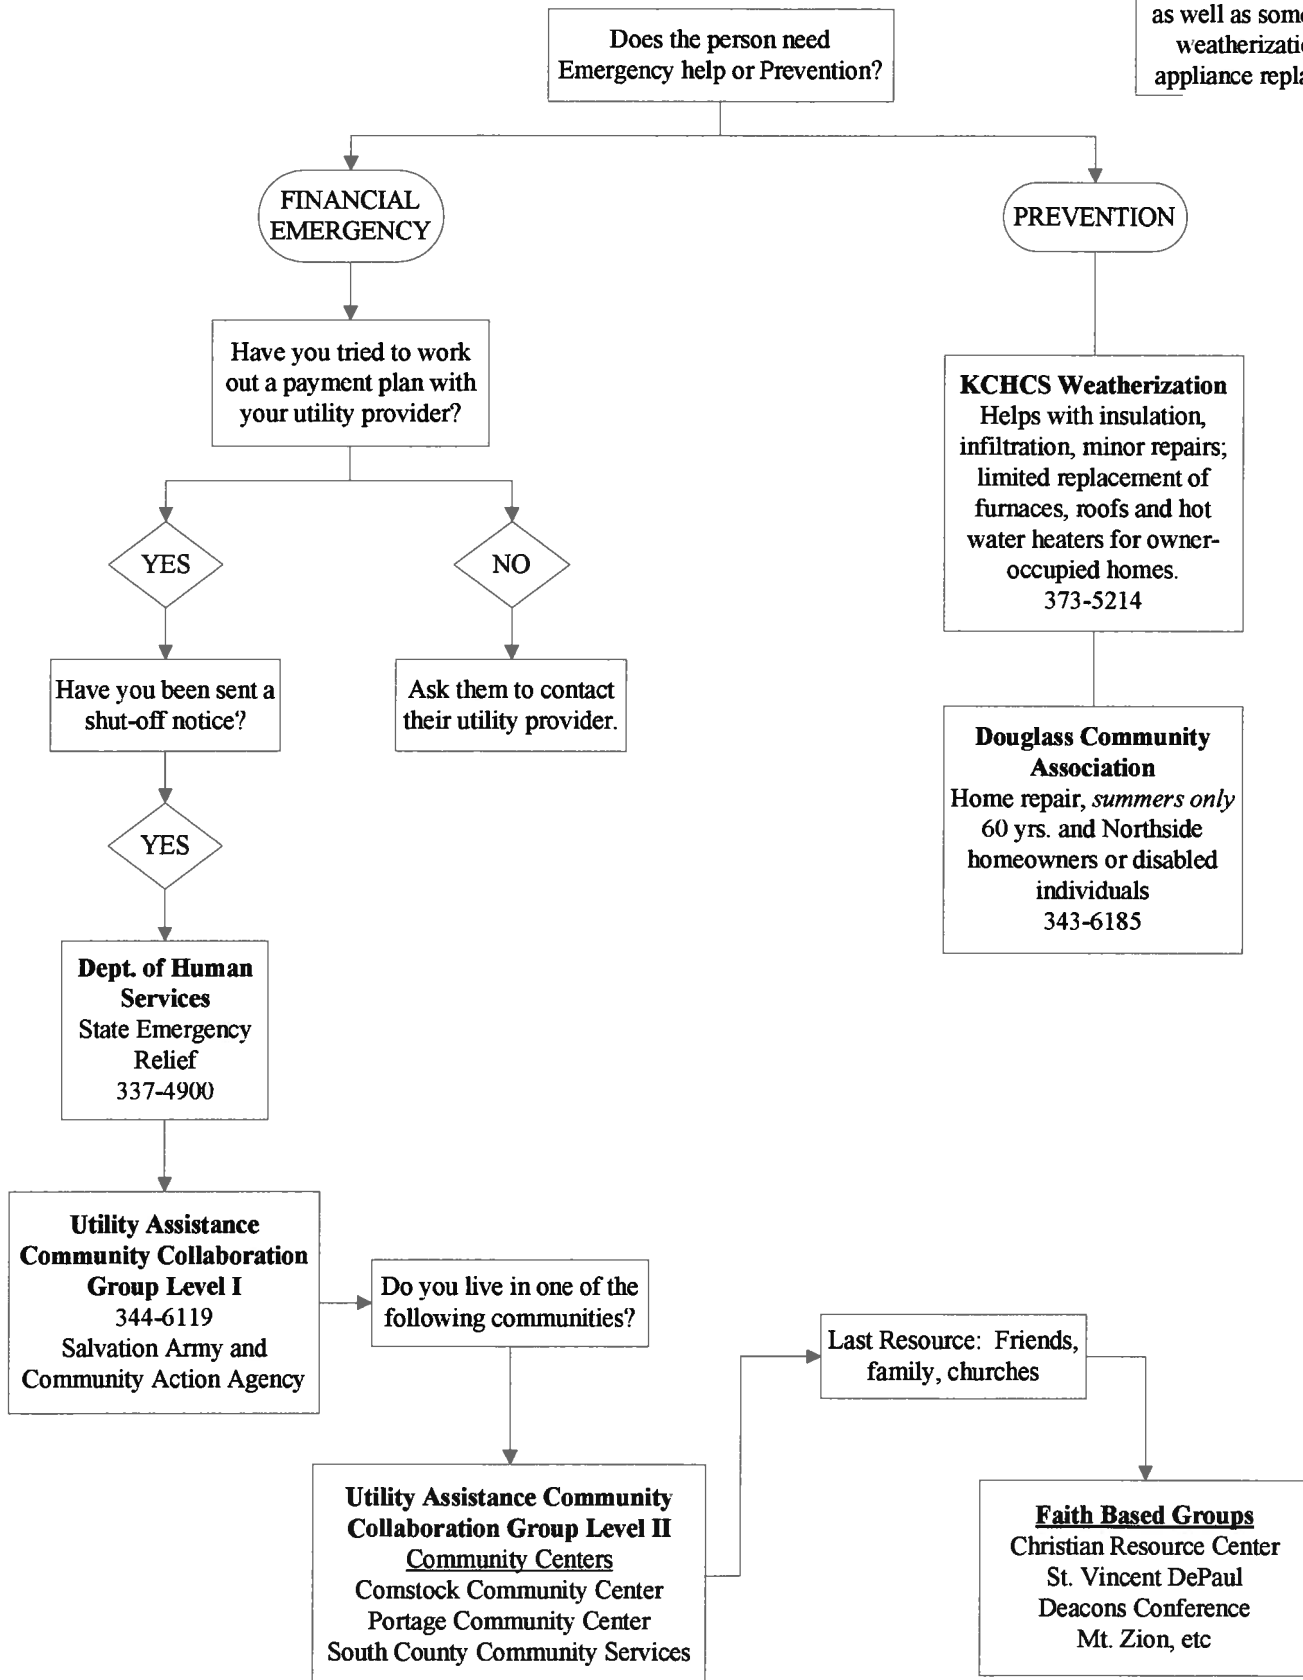 Does the person need
Emergency help or Prevention?
as well as some
appliance
FINANCIAL
EMERGENCY
PREVENTION
Have you tried to work
out a payment plan with
your utility provider?
YES
NO
Have you been sent a
shut-off notice?
Ask them to contact
their utility provider.
YES
Dept. of Human
Services
State Emergency
Relief
337-4900
KCHCS Weatherization
Helps with insulation,
infiltration, minor repairs;
limited replacement of
furnaces, roofs and hot
water heaters for owner-
occupied homes.
373-5214
Douglass Community
Association
Home repair, summers only
60 yrs. and Northside
homeowners or disabled
individuals
343-6185
Utility Assistance
Community Collaboration
Group Level I
344-6119
Salvation Army and
Community Action Agency
Do you live in one of the
following communities?
Utility Assistance Community
Collaboration Group Level II
Community Centers
Comstock Community Center
Portage Community Center
South County Community Services
Last Resource: Friends,
family, churches
Faith Based Groups
Christian Resource Center
St. Vincent DePaul
Deacons Conference
Mt. Zion, etc